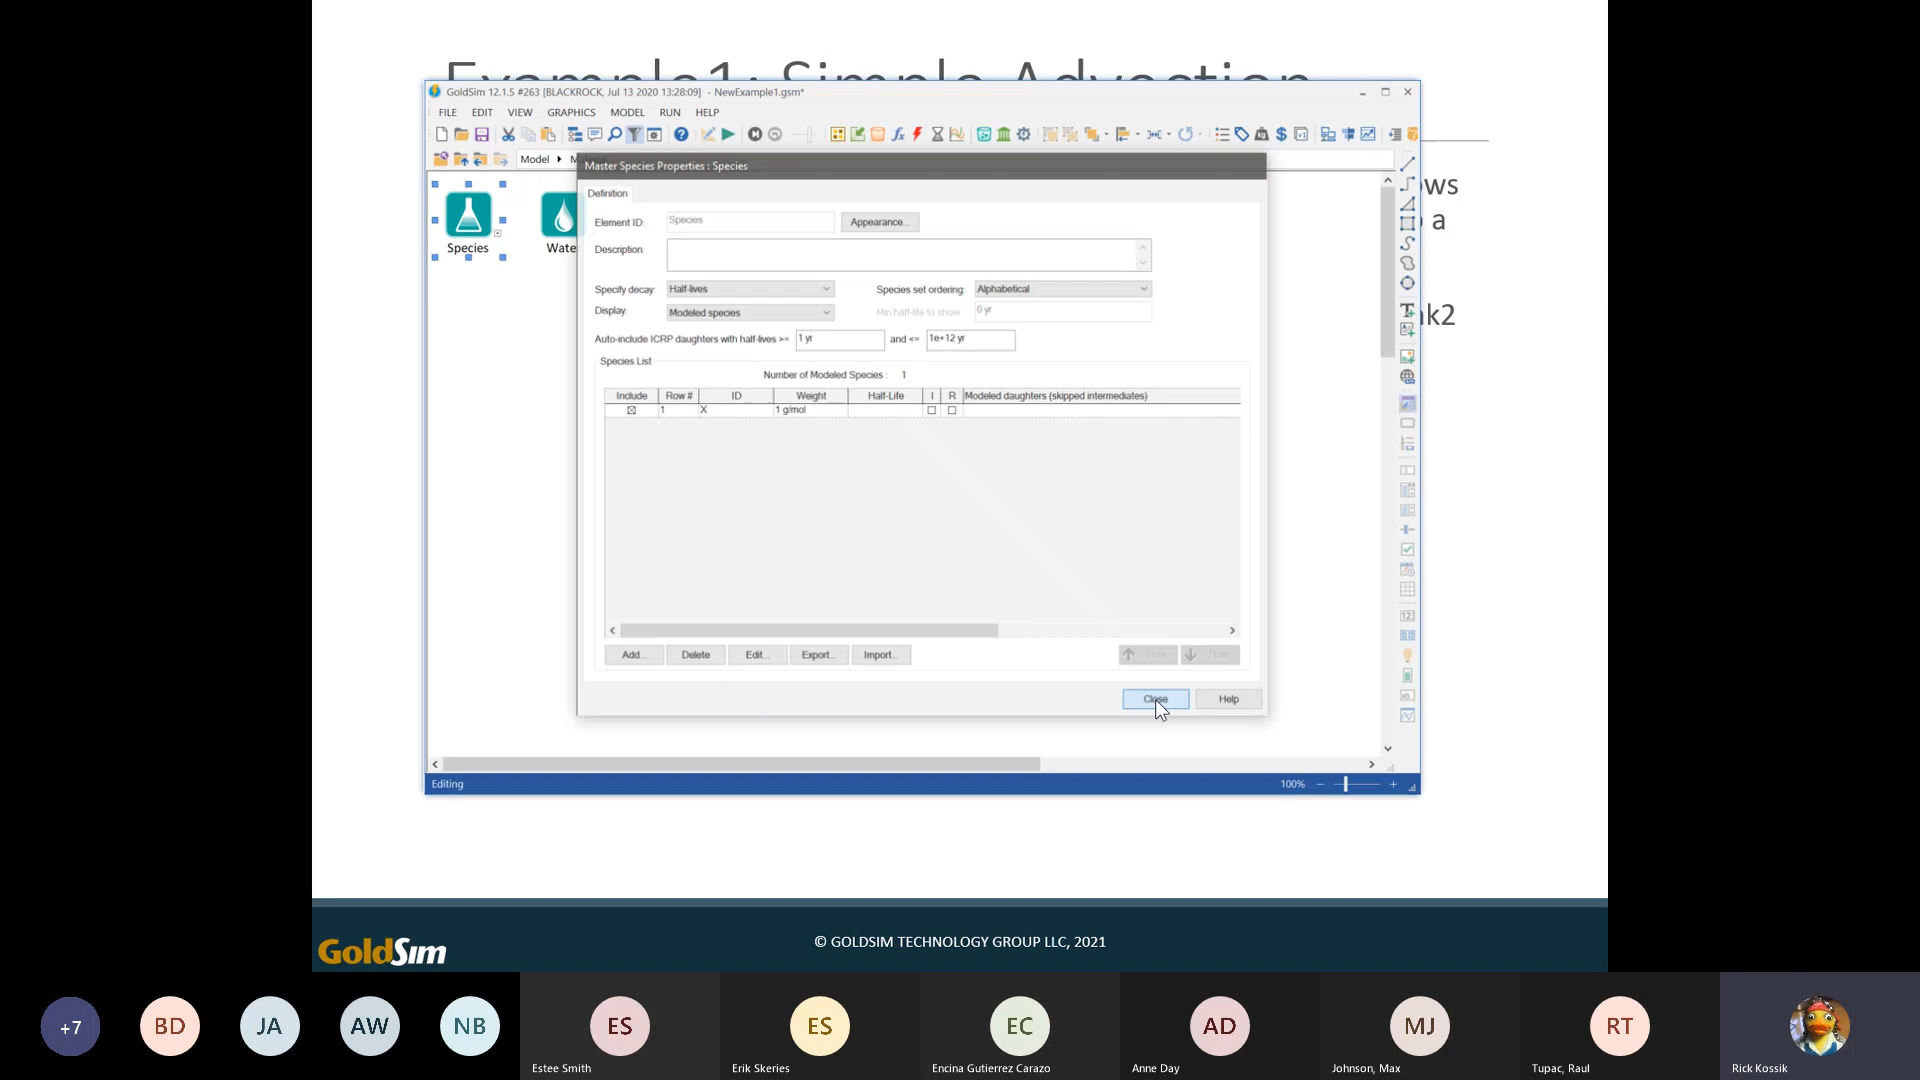 Example1: Simple Advection
GoldSim 12.1.5 #263 [BLACKROCK, Jul 13 2020 13:28:09] - NewExample1.gsm*
FILE EDIT VIEW GRAPHICS MODEL RUN HELP
Model
Master Species Properties : Species
Definition
Element ID: Species Appearance...
Description:
Specify decay: Half-lives Species set ordering: Alphabetical
Display: Modeled species Min half-life to show: 0 yr
Auto-include ICRP daughters with half-lives >= 1 yr and <= 1e+12 yr
Species List
Number of Modeled Species : 1
Include Row # ID Weight Half-Life I R Modeled daughters (skipped intermediates)
1 X 1 g/mol
Add... Delete Edit... Export... Import...
Close Help
Species
Wate
ows
a
nk2
Editing 100%
GoldSim
© GOLDSIM TECHNOLOGY GROUP LLC, 2021
+7 BD JA AW NB ES ES EC AD MJ RT
Estee Smith Erik Skeries Encina Gutierrez Carazo Anne Day Johnson, Max Tupac, Raul Rick Kossik